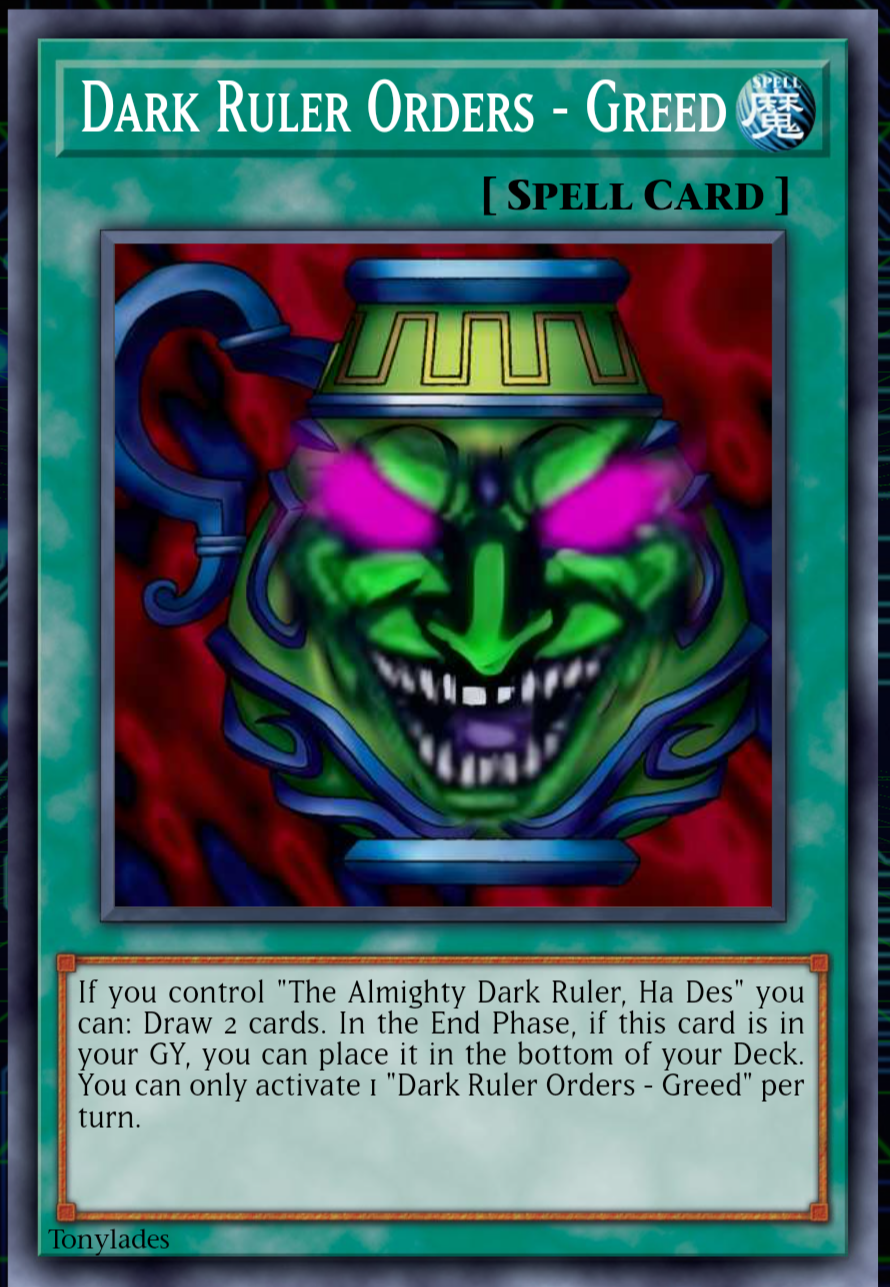 DARK RULER ORDERS - GREED
SPELL
魔
[ SPELL CARD ]
If you control "The Almighty Dark Ruler, Ha Des" you
can: Draw 2 cards. In the End Phase, if this card is in
your GY, you can place it in the bottom of your Deck.
You can only activate 1 "Dark Ruler Orders - Greed" per
turn.
Tonylades